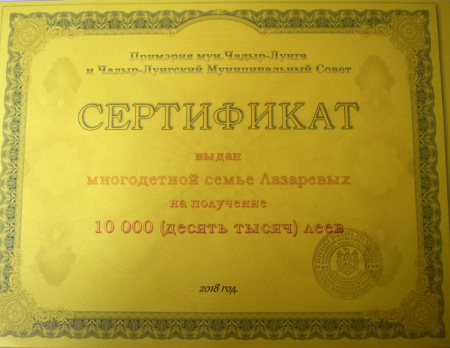 Примэрия мун.Чадыр-Лунга
и Чадыр-Лунгский Муниципальный Совет
СЕРТИФИКАТ
выдан
многодетной семье Лазаревых
на получение
10 000 (десять тысяч) леев
2018 год.